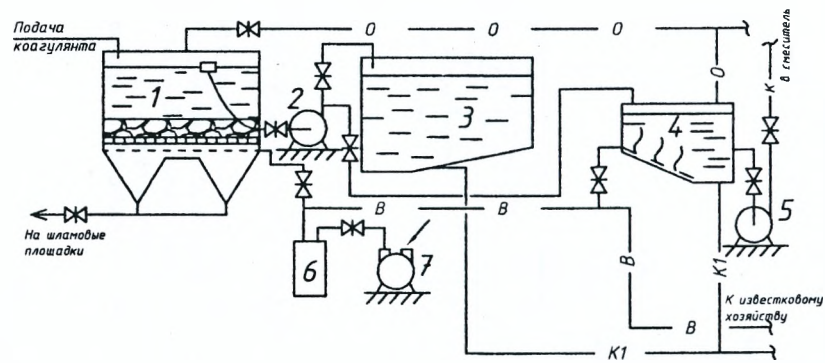 Подача
коагулянта
О О О
О
К
в смеситель
1
2
3
4
5
В В
На шламовые
площадки
6
7
В
К1
К известковому
хозяйству
В
К1